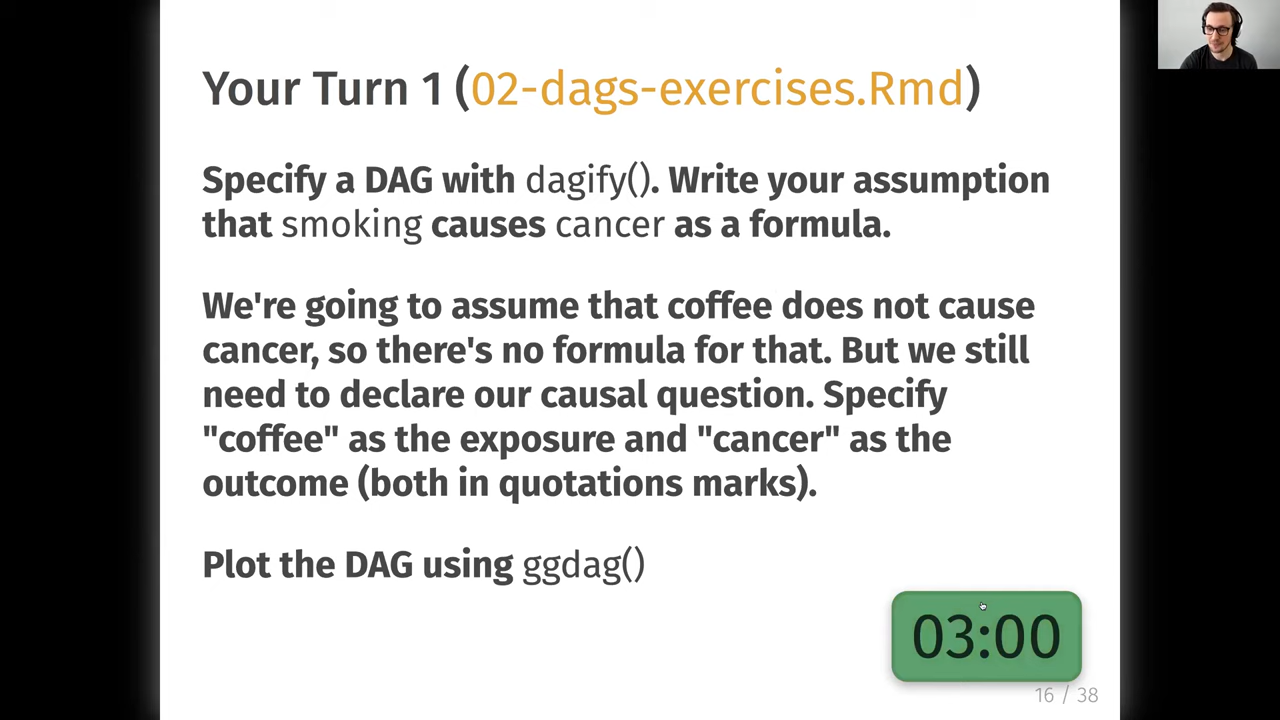 Your Turn 1 (02-dags-exercises.Rmd)
Specify a DAG with dagify(). Write your assumption
that smoking causes cancer as a formula.
We're going to assume that coffee does not cause
cancer, so there's no formula for that. But we still
need to declare our causal question. Specify
"coffee" as the exposure and "cancer" as the
outcome (both in quotations marks).
Plot the DAG using ggdag()
03:00
16 / 38